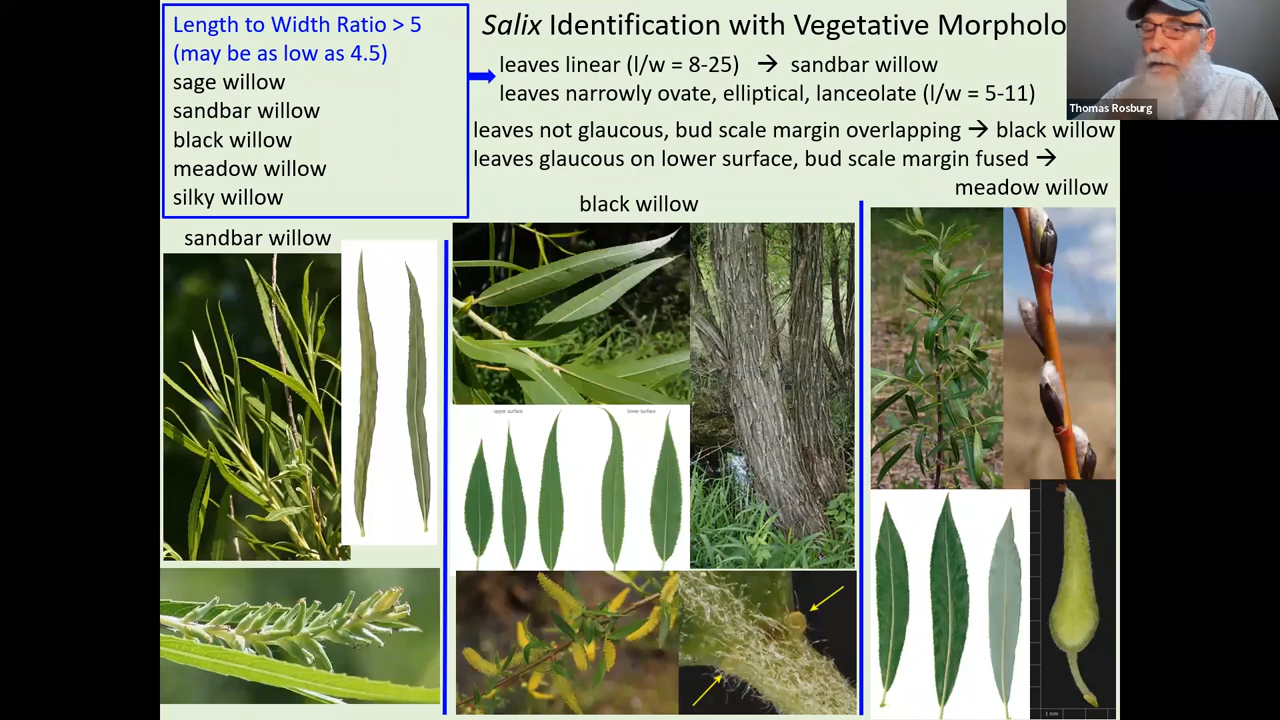 Length to Width Ratio > 5
(may be as low as 4.5)
sage willow
sandbar willow
black willow
meadow willow
silky willow
Salix Identification with Vegetative Morpholo
leaves linear (l/w = 8-25) → sandbar willow
leaves narrowly ovate, elliptical, lanceolate (l/w = 5-11)
leaves not glaucous, bud scale margin overlapping → black willow
leaves glaucous on lower surface, bud scale margin fused →
meadow willow
Thomas Rosburg
sandbar willow
black willow
upper surface
lower surface
1 mm